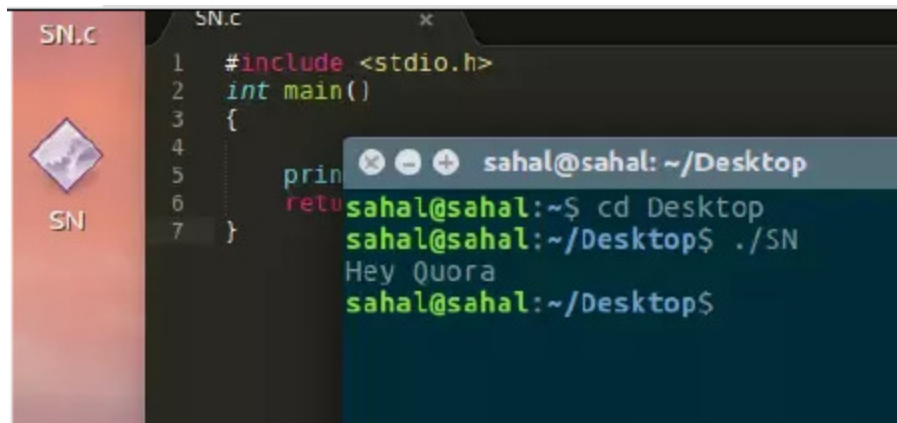 SN.c
SN
SN.c ×
1 #include <stdio.h>
2 int main()
3 {
4
5 prin
6 retu
7 }
sahal@sahal: ~/Desktop
sahal@sahal:~$ cd Desktop
sahal@sahal:~/Desktop$ ./SN
Hey Quora
sahal@sahal:~/Desktop$